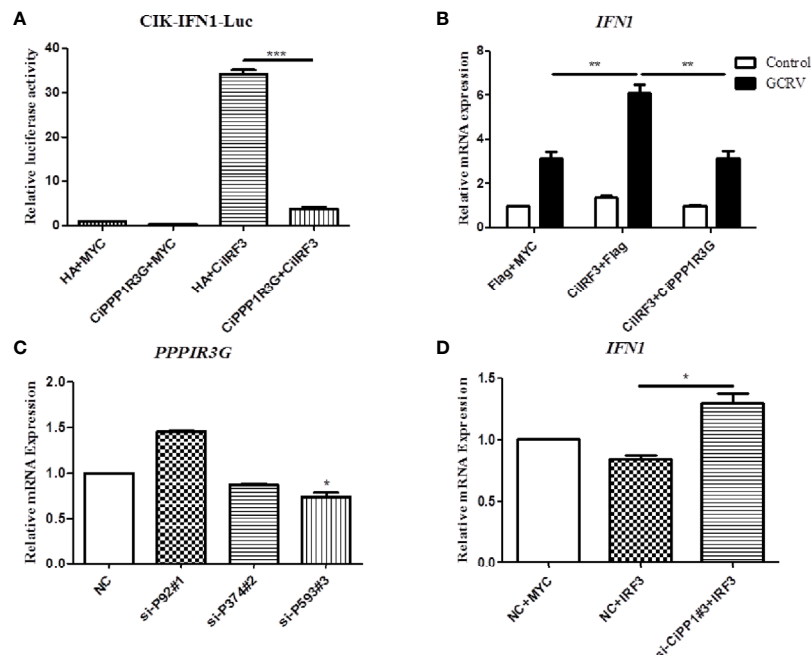 A
CIK-IFN1-Luc
Relative luciferase activity
40
30
20
10
0
***
HA+MYC
CiPPP1R3G+MYC
HA+CiIRF3
CiPPP1R3G+CiIRF3
B
IFN1
Relative mRNA expression
8
6
4
2
0
**
**
Control
GCRV
Flag+MYC
CiIRF3+Flag
CiIRF3+CiPPP1R3G
C
PPPIR3G
Relative mRNA Expression
2.0
1.5
1.0
0.5
0.0
*
NC
si-P92#1
si-P374#2
si-P593#3
D
IFN1
Relative mRNA Expression
1.5
1.0
0.5
0.0
*
NC+MYC
NC+IRF3
si-CiPP1#3+IRF3